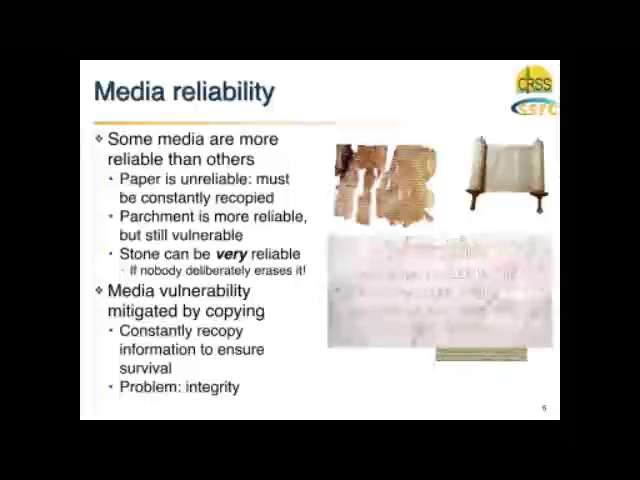 Media reliability
CRSS
ssrc
Some media are more
reliable than others
Paper is unreliable: must
be constantly recopied
Parchment is more reliable,
but still vulnerable
Stone can be very reliable
If nobody deliberately erases it!
Media vulnerability
mitigated by copying
Constantly recopy
information to ensure
survival
Problem: integrity
6